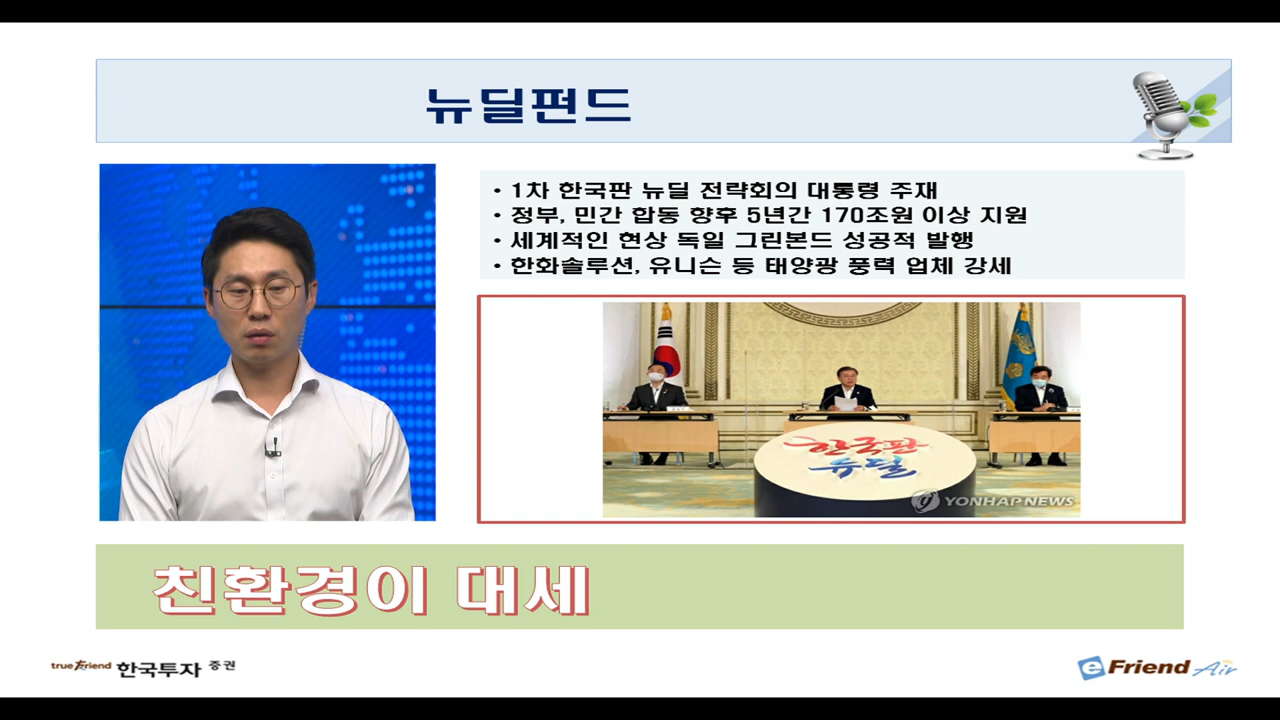 뉴딜펀드
• 1차 한국판 뉴딜 전략회의 대통령 주재
• 정부, 민간 합동 향후 5년간 170조원 이상 지원
• 세계적인 현상 독일 그린본드 성공적 발행
• 한화솔루션, 유니슨 등 태양광 풍력 업체 강세
한국판
뉴딜
YONHAP NEWS
친환경이 대세
true friend 한국투자 증권
eFriend Air